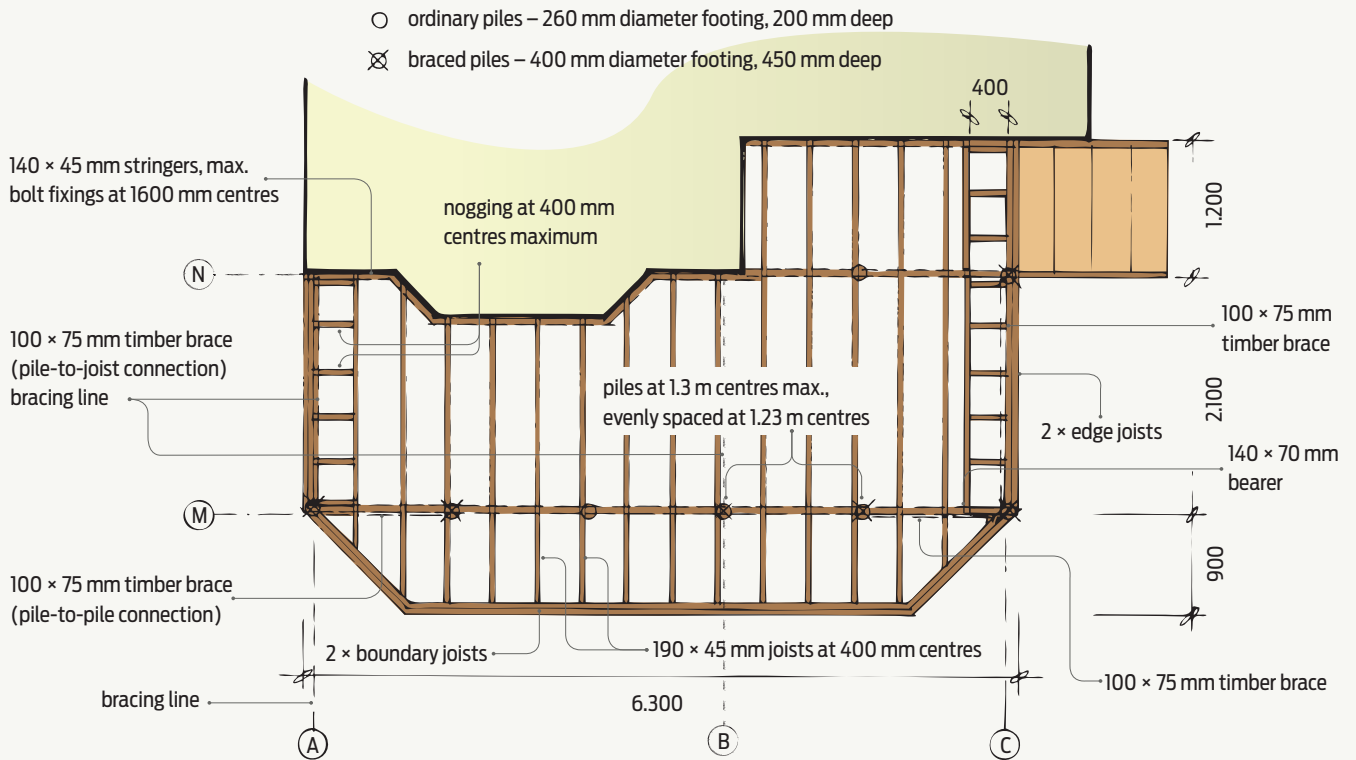 ordinary piles – 260 mm diameter footing, 200 mm deep
braced piles – 400 mm diameter footing, 450 mm deep
400
140 × 45 mm stringers, max.
bolt fixings at 1600 mm centres
nogging at 400 mm
centres maximum
1.200
N
100 × 75 mm timber brace
(pile-to-joist connection)
bracing line
100 × 75 mm
timber brace
piles at 1.3 m centres max.,
evenly spaced at 1.23 m centres
2.100
2 × edge joists
140 × 70 mm
bearer
M
900
100 × 75 mm timber brace
(pile-to-pile connection)
2 × boundary joists
190 × 45 mm joists at 400 mm centres
100 × 75 mm timber brace
bracing line
6.300
A
B
C